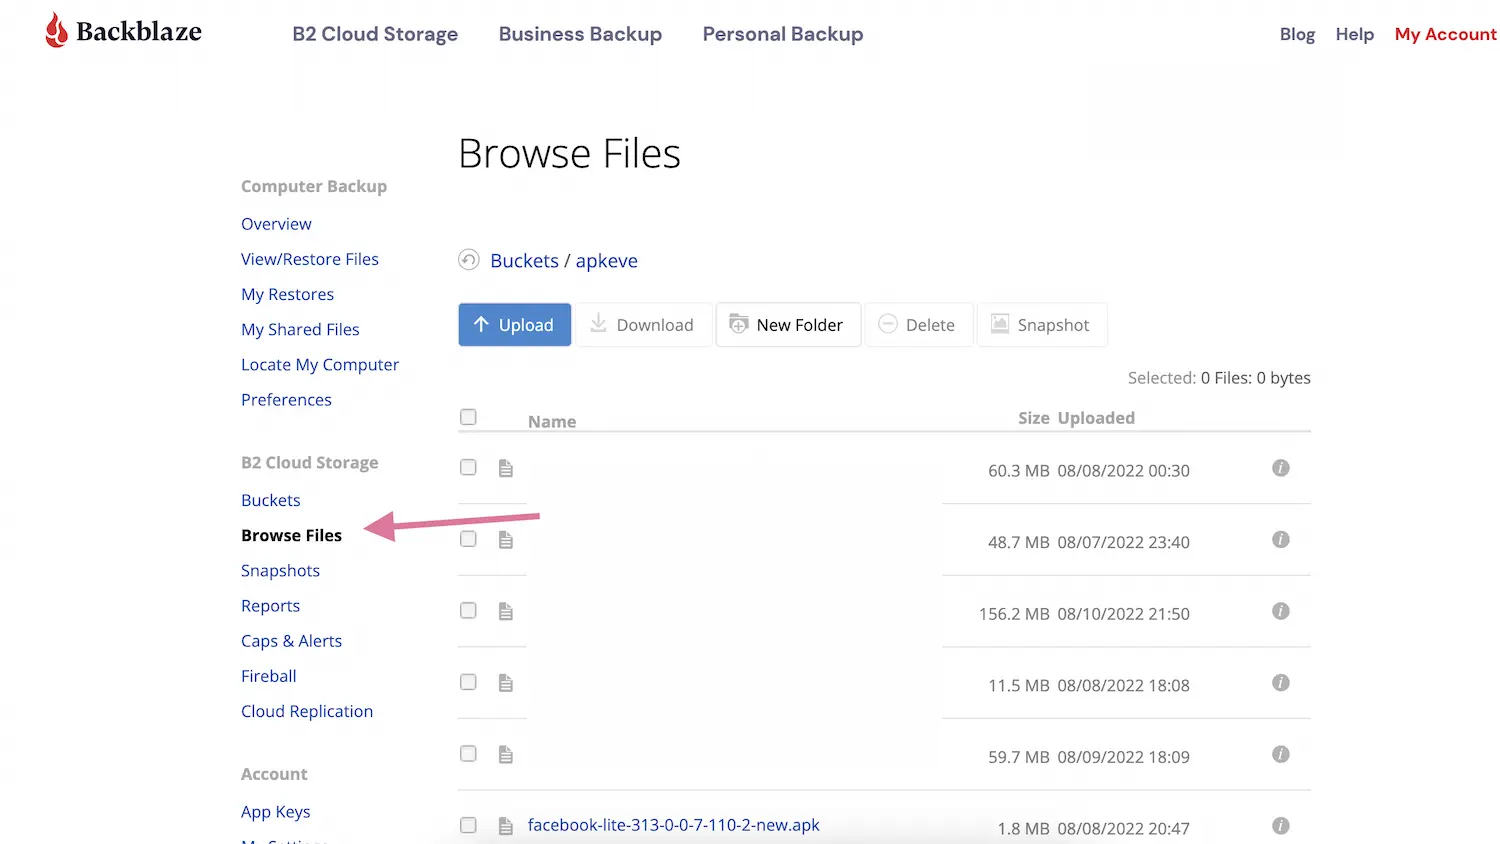 Backblaze
B2 Cloud Storage Business Backup Personal Backup
Blog Help My Account
Browse Files
Computer Backup
Overview
View/Restore Files
My Restores
My Shared Files
Locate My Computer
Preferences
B2 Cloud Storage
Buckets
Browse Files
Snapshots
Reports
Caps & Alerts
Fireball
Cloud Replication
Account
App Keys
Buckets / apkeve
Upload Download New Folder Delete Snapshot
Selected: 0 Files: 0 bytes
Name Size Uploaded
60.3 MB 08/08/2022 00:30
48.7 MB 08/07/2022 23:40
156.2 MB 08/10/2022 21:50
11.5 MB 08/08/2022 18:08
59.7 MB 08/09/2022 18:09
facebook-lite-313-0-0-7-110-2-new.apk 1.8 MB 08/08/2022 20:47